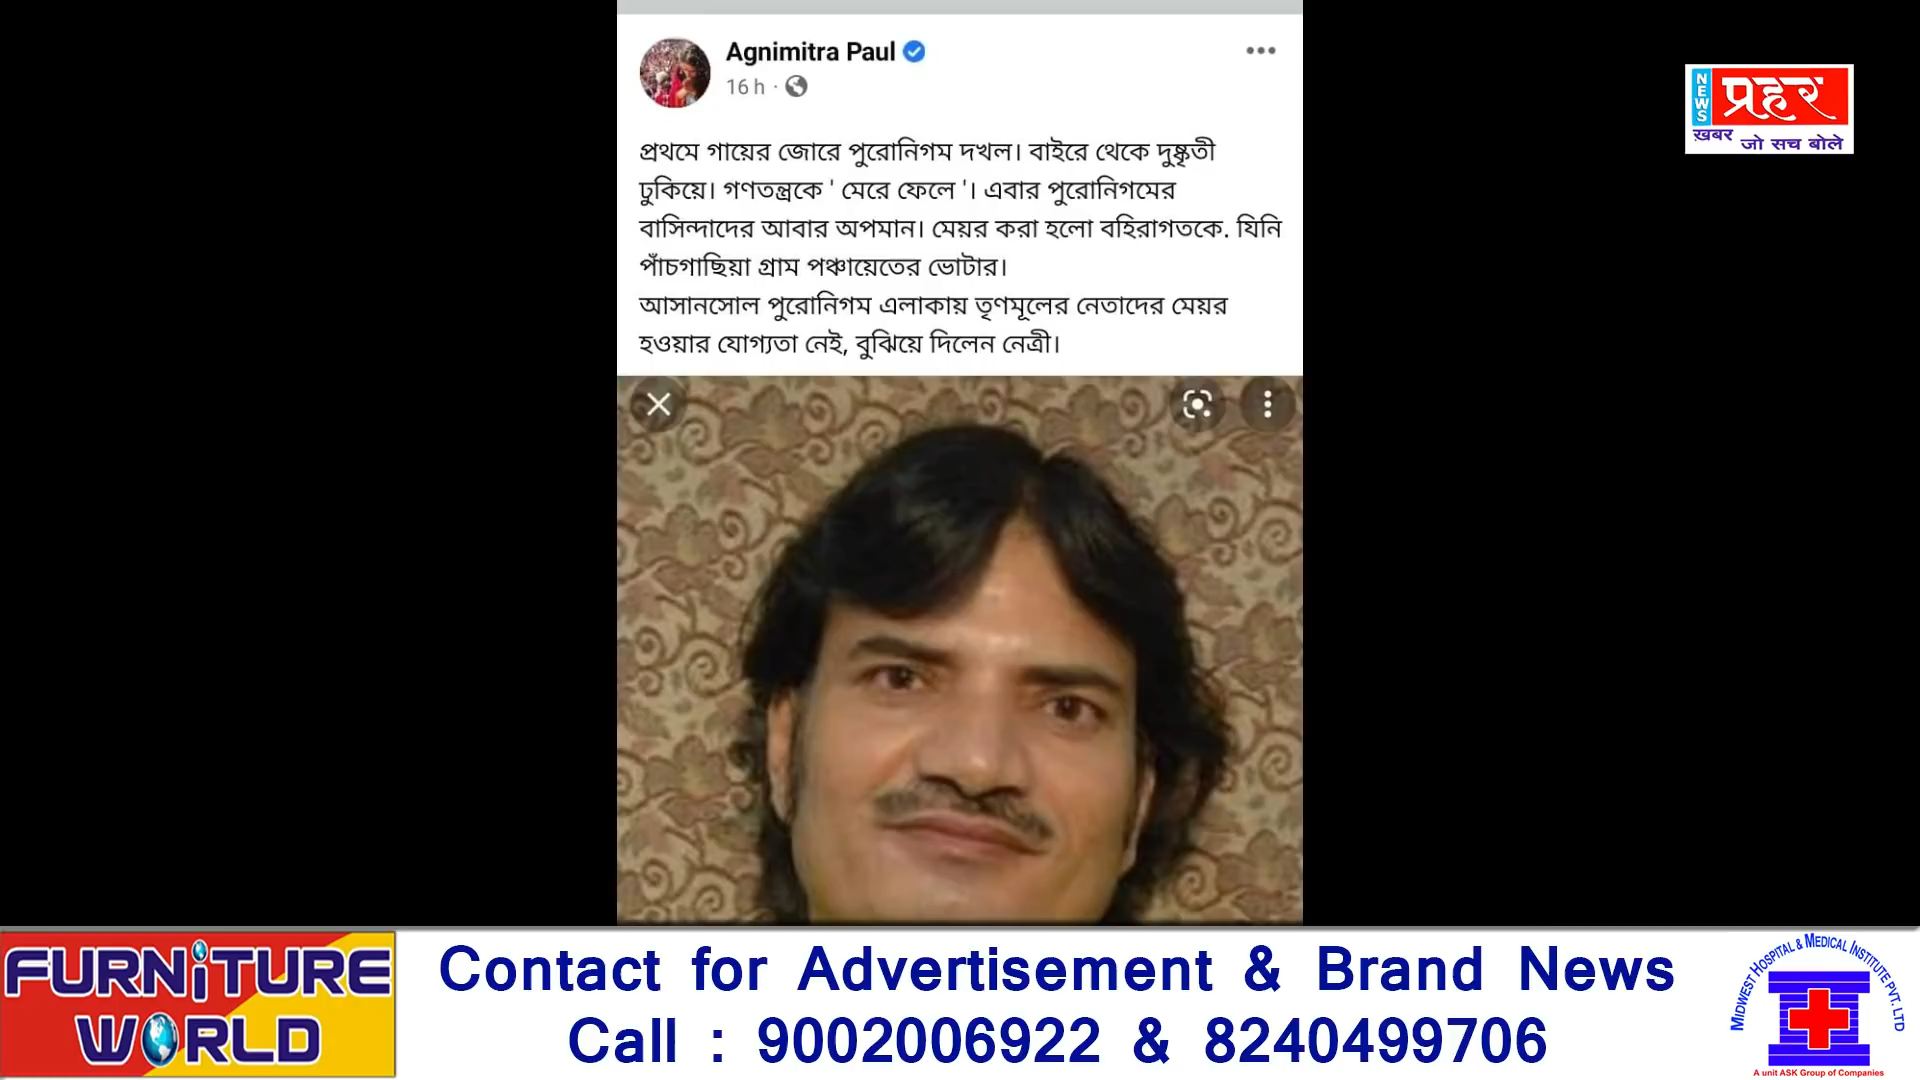 Agnimitra Paul
16 h ·
প্রথমে গায়ের জোরে পুরোনিগম দখল। বাইরে থেকে দুষ্কৃতী
ঢুকিয়ে। গণতন্ত্রকে ' মেরে ফেলে '। এবার পুরোনিগমের
বাসিন্দাদের আবার অপমান। মেয়র করা হলো বহিরাগতকে. যিনি
পাঁচগাছিয়া গ্রাম পঞ্চায়েতের ভোটার।
আসানসোল পুরোনিগম এলাকায় তৃণমূলের নেতাদের মেয়র
হওয়ার যোগ্যতা নেই, বুঝিয়ে দিলেন নেত্রী।
NEWS
प्रहर
ख़बर जो सच बोले
FURNiTURE
WORLD
Contact for Advertisement & Brand News
Call : 9002006922 & 8240499706
MIDWEST HOSPITAL & MEDICAL INSTITUTE PVT. LTD
A unit ASK Group of Companies